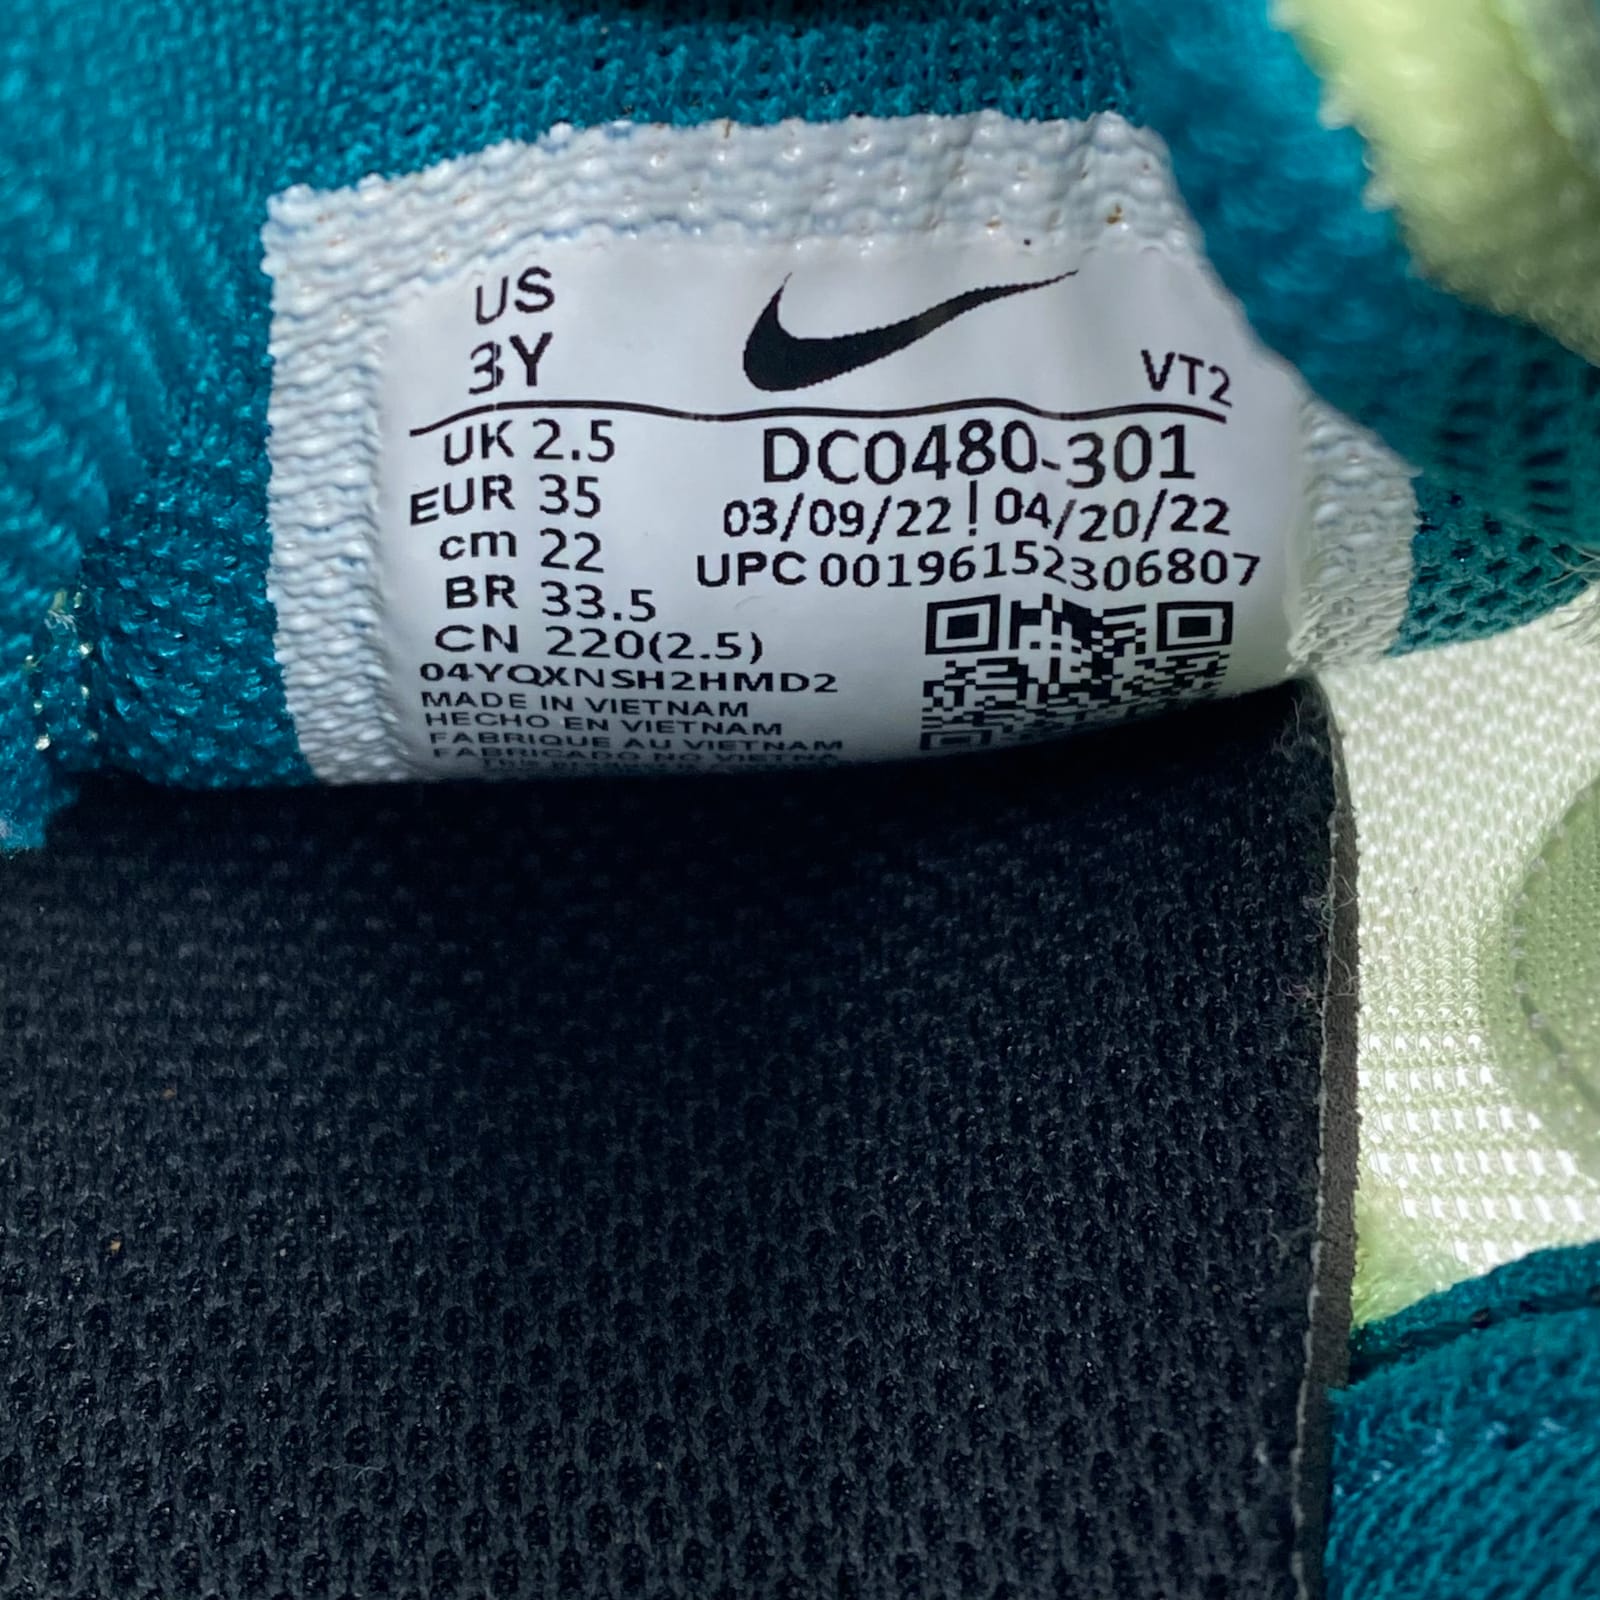 US
3Y
VT2
UK 2.5
EUR 35
cm 22
BR 33.5
CN 220(2.5)
DC0480-301
03/09/22 | 04/20/22
UPC 00196152306807
04YQXNSH2HMD2
MADE IN VIETNAM
HECHO EN VIETNAM
FABRIQUE AU VIETNAM
FABRICADO NO